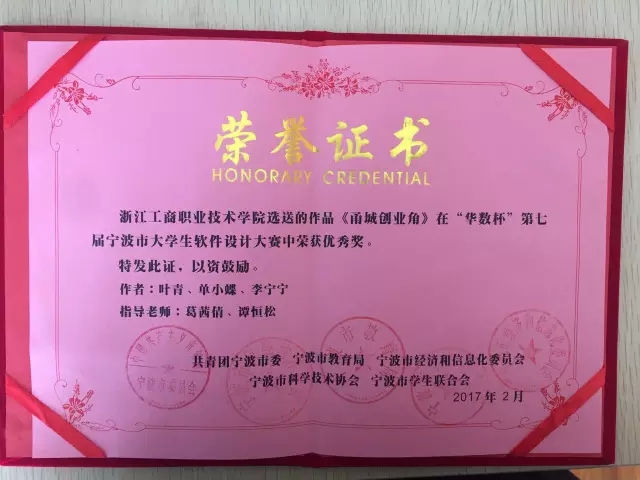 荣誉证书
HONORARY CREDENTIAL
浙江工商职业技术学院选送的作品《甬城创业角》在“华数杯”第七
届宁波市大学生软件设计大赛中荣获优秀奖。
特发此证，以资鼓励。
作者：叶青、单小蝶、李宁宁
指导老师：葛茜倩、谭恒松
共青团宁波市委 宁波市教育局 宁波市经济和信息化委员会
宁波市科学技术协会 宁波市学生联合会
2017年2月
宁波市委员会